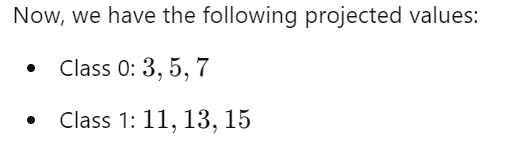 Now, we have the following projected values:
• Class 0: 3, 5, 7
• Class 1: 11, 13, 15